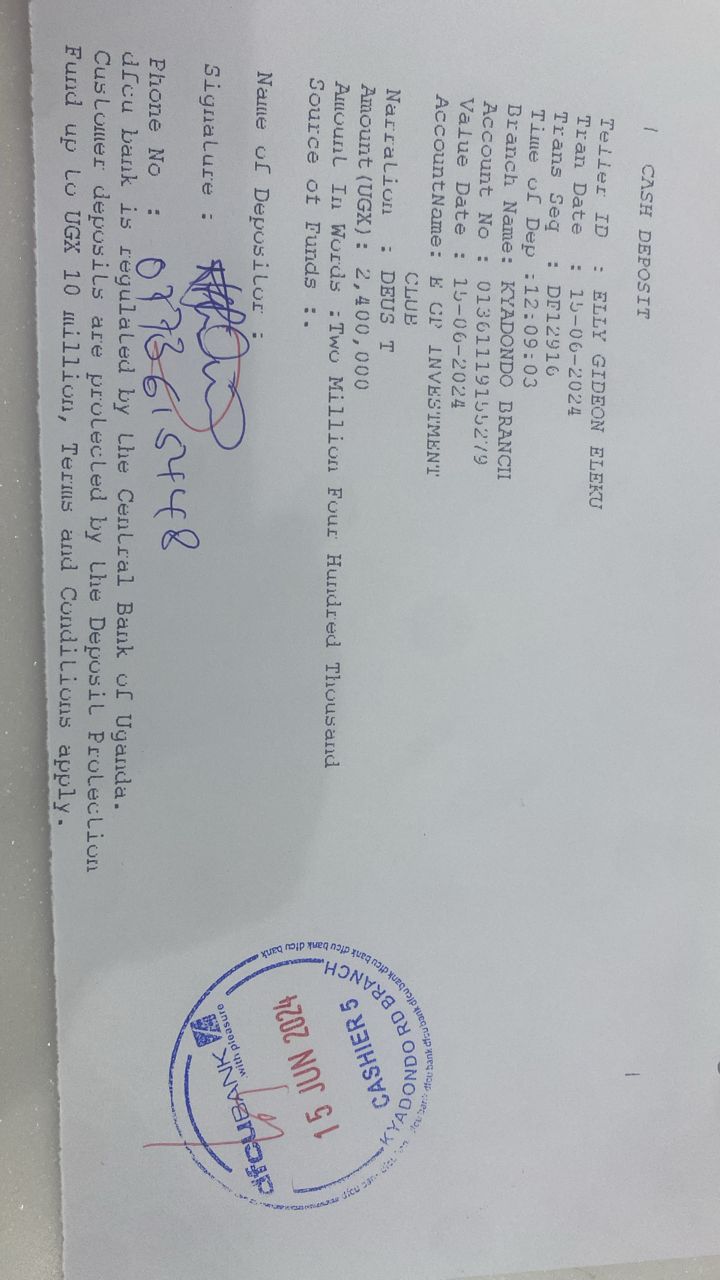 CASH DEPOSIT
Teller ID : ELLY GIDEON ELEKU
Tran Date : 15-06-2024
Trans Seq : DF12916
Time of Dep :12:09:03
Branch Name: KYADONDO BRANCH
Account No : 01361119155279
Value Date : 15-06-2024
AccountName: E CP INVESTMENT
CLUB
Narration : DEUS T
Amount(UGX): 2,400,000
Amount In Words :Two Million Four Hundred Thousand
Source of Funds :.
Name of Depositor :
Signature :
Phone No : 0773615448
dfcu bank is regulated by the Central Bank of Uganda.
Customer deposits are protected by the Deposit Protection
Fund up to UGX 10 million, Terms and Conditions apply.
dfcu bank dfcu bank dfcu bank dfcu bank dfcu bank
KYADONDO RD BRANCH
CASHIER 5
15 JUN 2024
with pleasure
dfcu BANK